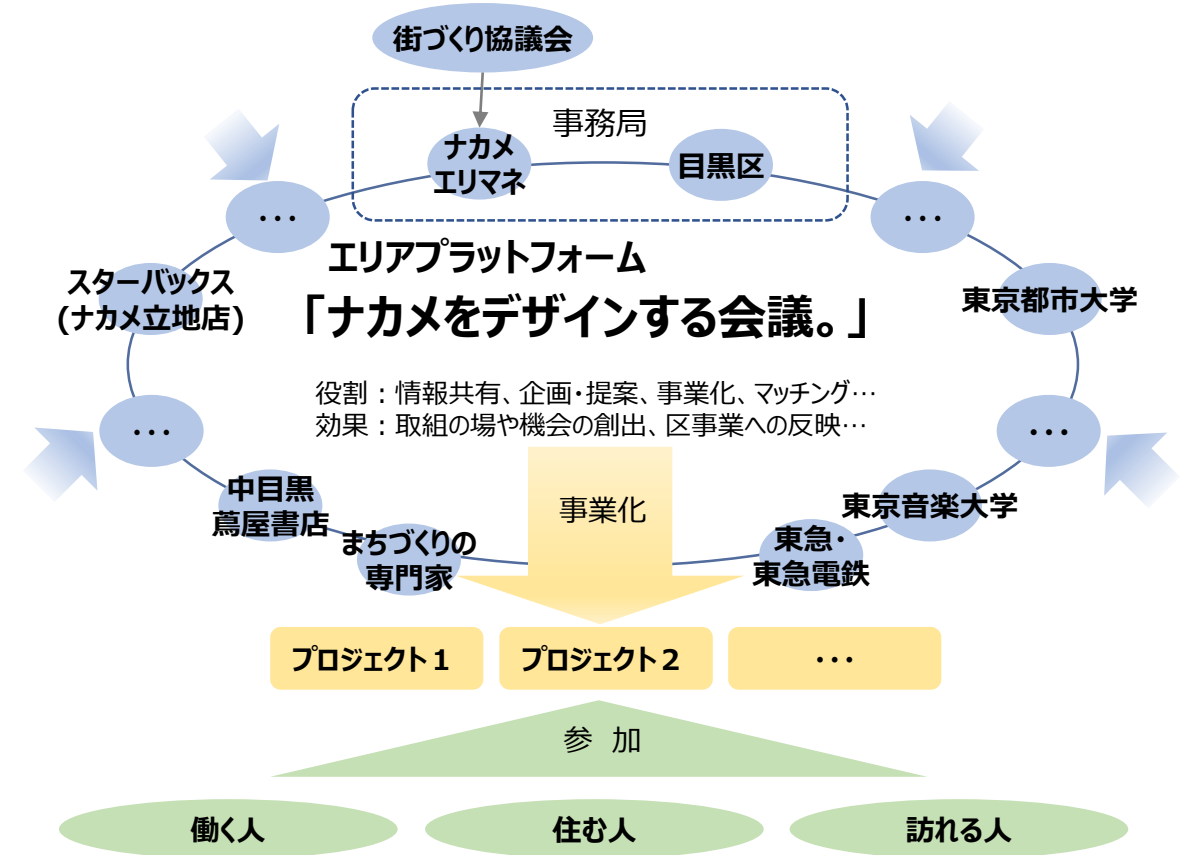 街づくり協議会
事務局
ナカメ
エリマネ
目黒区
・・・
・・・
エリアプラットフォーム
「ナカメをデザインする会議。」
スターバックス
(ナカメ立地店)
東京都市大学
役割：情報共有、企画・提案、事業化、マッチング…
効果：取組の場や機会の創出、区事業への反映…
・・・
・・・
中目黒
蔦屋書店
まちづくりの
専門家
事業化
東急・
東急電鉄
東京音楽大学
プロジェクト１
プロジェクト２
・・・
参 加
働く人
住む人
訪れる人